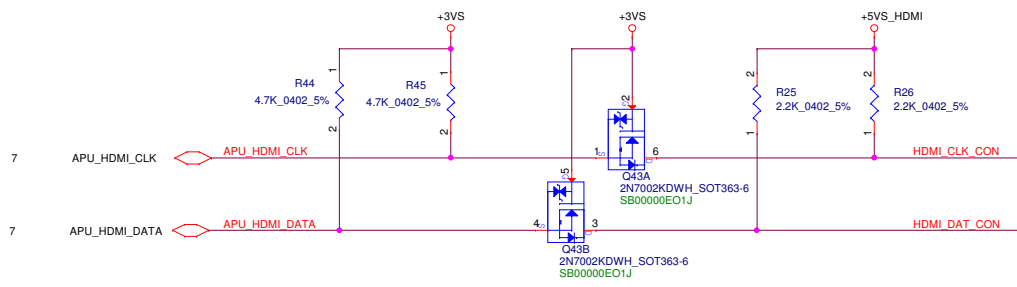 +3VS
+3VS
+5VS_HDMI
R44
4.7K_0402_5%
1
2
R45
4.7K_0402_5%
1
2
R25
2.2K_0402_5%
2
1
R26
2.2K_0402_5%
2
1
7
APU_HDMI_CLK
APU_HDMI_CLK
1
S
2
G
6
D
HDMI_CLK_CON
Q43A
2N7002KDWH_SOT363-6
SB00000EO1J
7
APU_HDMI_DATA
APU_HDMI_DATA
4
S
5
G
3
D
HDMI_DAT_CON
Q43B
2N7002KDWH_SOT363-6
SB00000EO1J